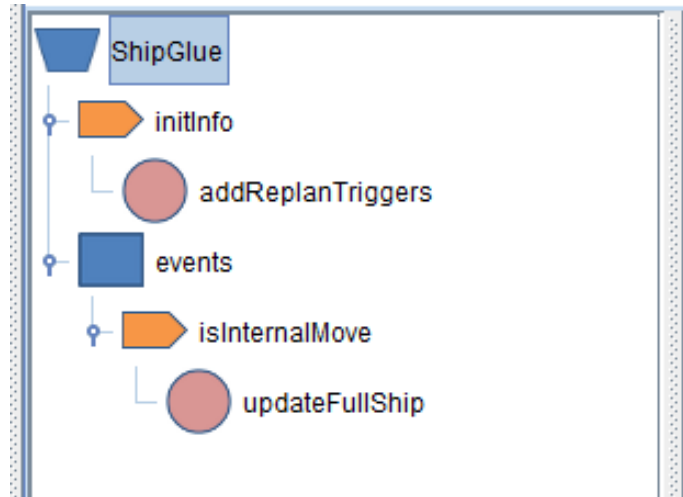 ShipGlue
initInfo
addReplanTriggers
events
isInternalMove
updateFullShip